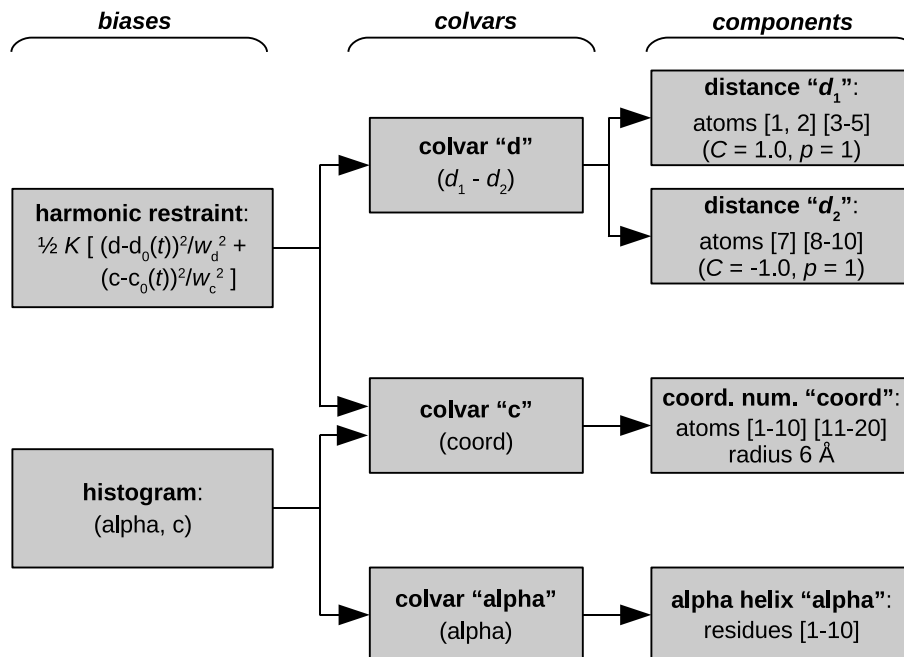 biases
colvars
components
harmonic restraint:
½ K [ (d-d₀(t))²/w_d² +
(c-c₀(t))²/w_c² ]
histogram:
(alpha, c)
colvar “d”
(d₁ - d₂)
colvar “c”
(coord)
colvar “alpha”
(alpha)
distance “d₁”:
atoms [1, 2] [3-5]
(C = 1.0, p = 1)
distance “d₂”:
atoms [7] [8-10]
(C = -1.0, p = 1)
coord. num. “coord”:
atoms [1-10] [11-20]
radius 6 Å
alpha helix “alpha”:
residues [1-10]